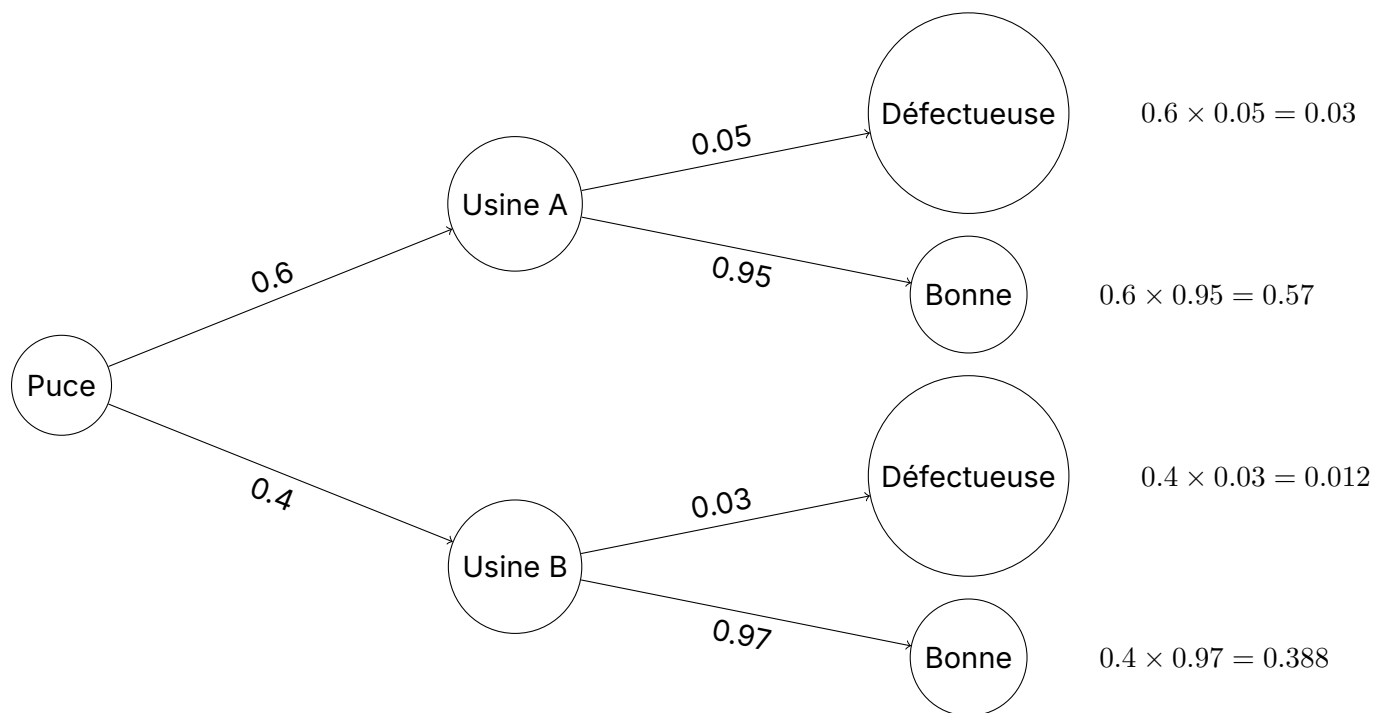 Défectueuse
0.6 × 0.05 = 0.03
0.05
Usine A
0.6
0.95
Bonne
0.6 × 0.95 = 0.57
Puce
0.4
Défectueuse
0.4 × 0.03 = 0.012
0.03
Usine B
0.97
Bonne
0.4 × 0.97 = 0.388